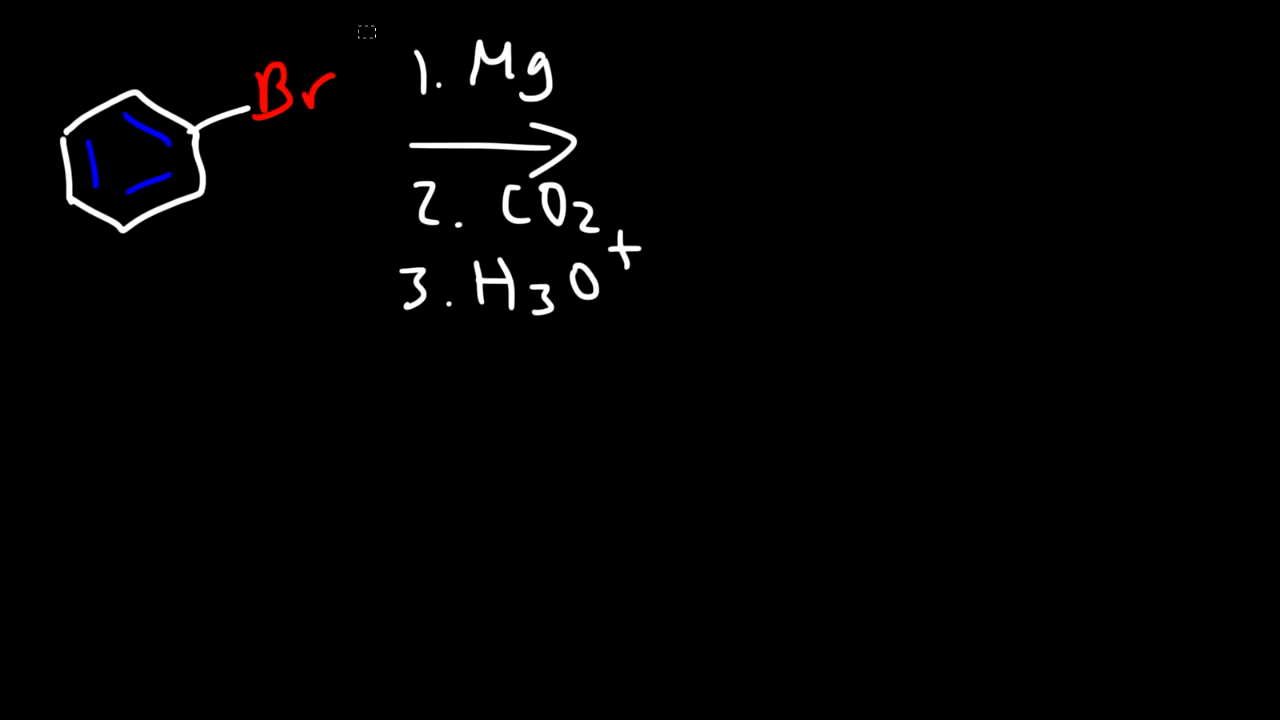 Br
1. Mg
2. CO₂
3. H₃O⁺